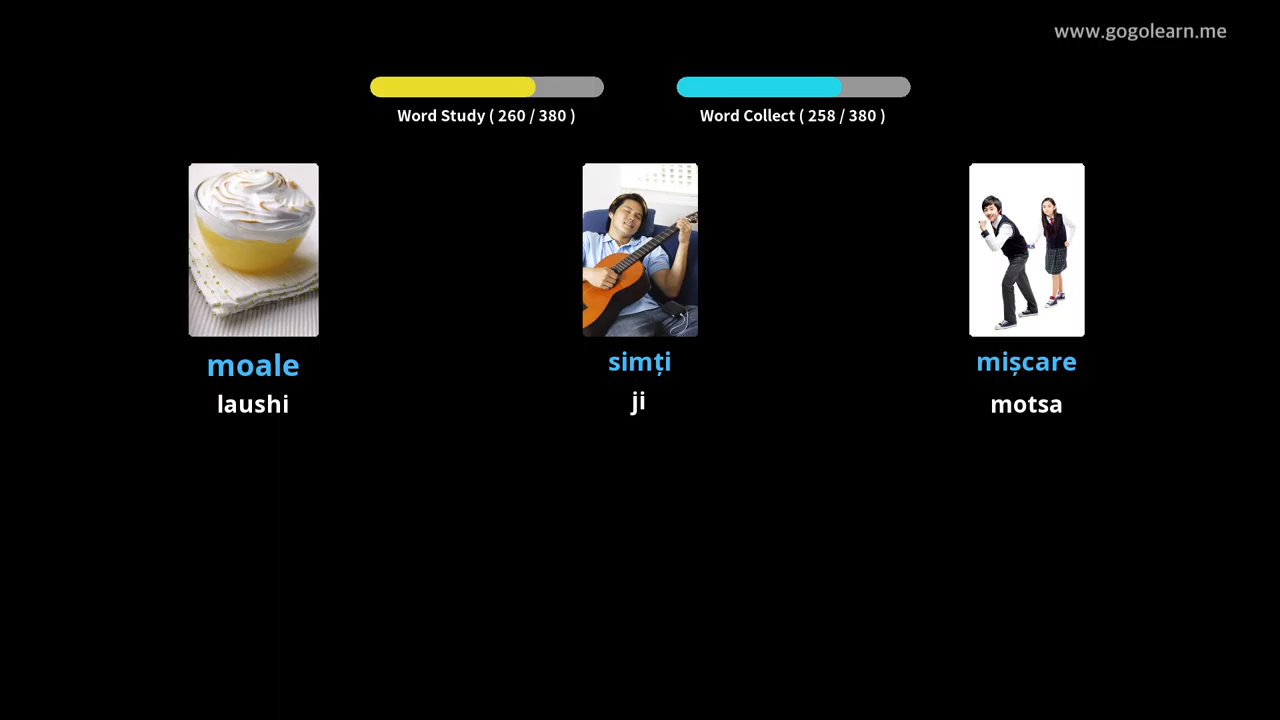 www.gogolearn.me
Word Study ( 260 / 380 )
Word Collect ( 258 / 380 )
moale
laushi
simți
ji
mișcare
motsa